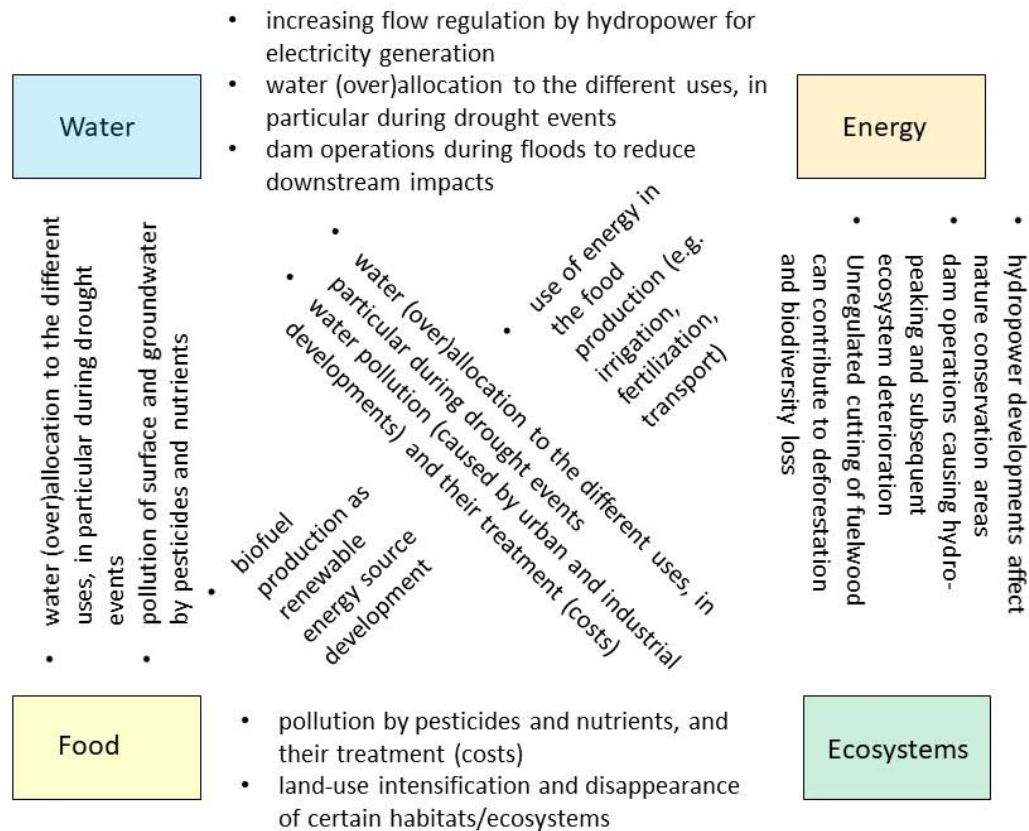 • increasing flow regulation by hydropower for
electricity generation
• water (over)allocation to the different uses, in
particular during drought events
• dam operations during floods to reduce
downstream impacts
Water
Energy
• water (over)allocation to the different
uses, in particular during drought
events
• pollution of surface and groundwater
by pesticides and nutrients
• water (over)allocation to the different uses, in
particular during drought events
• water pollution (caused by urban and industrial
developments) and their treatment (costs)
• use of energy in
the food
production (e.g.
irrigation,
fertilization,
transport)
• biofuel
production as
renewable
energy source
development
• hydropower developments affect
nature conservation areas
• dam operations causing hydro-
peaking and subsequent
ecosystem deterioration
• Unregulated cutting of fuelwood
can contribute to deforestation
and biodiversity loss
Food
• pollution by pesticides and nutrients, and
their treatment (costs)
• land-use intensification and disappearance
of certain habitats/ecosystems
Ecosystems